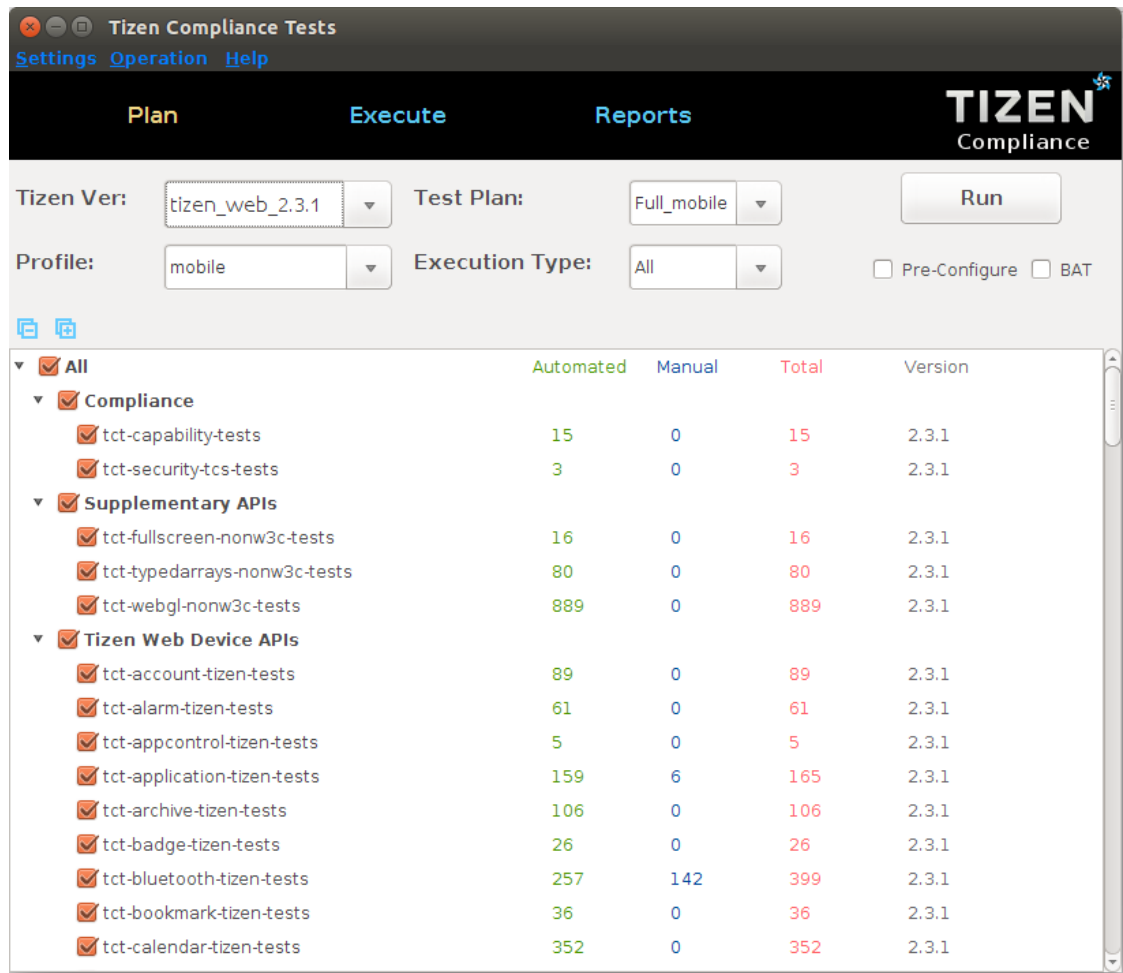 Tizen Compliance Tests
Settings Operation Help
Plan Execute Reports TIZEN
Compliance
Tizen Ver: tizen_web_2.3.1 Test Plan: Full_mobile Run
Profile: mobile Execution Type: All Pre-Configure BAT
All Automated Manual Total Version
Compliance
tct-capability-tests 15 0 15 2.3.1
tct-security-tcs-tests 3 0 3 2.3.1
Supplementary APIs
tct-fullscreen-nonw3c-tests 16 0 16 2.3.1
tct-typedarrays-nonw3c-tests 80 0 80 2.3.1
tct-webgl-nonw3c-tests 889 0 889 2.3.1
Tizen Web Device APIs
tct-account-tizen-tests 89 0 89 2.3.1
tct-alarm-tizen-tests 61 0 61 2.3.1
tct-appcontrol-tizen-tests 5 0 5 2.3.1
tct-application-tizen-tests 159 6 165 2.3.1
tct-archive-tizen-tests 106 0 106 2.3.1
tct-badge-tizen-tests 26 0 26 2.3.1
tct-bluetooth-tizen-tests 257 142 399 2.3.1
tct-bookmark-tizen-tests 36 0 36 2.3.1
tct-calendar-tizen-tests 352 0 352 2.3.1